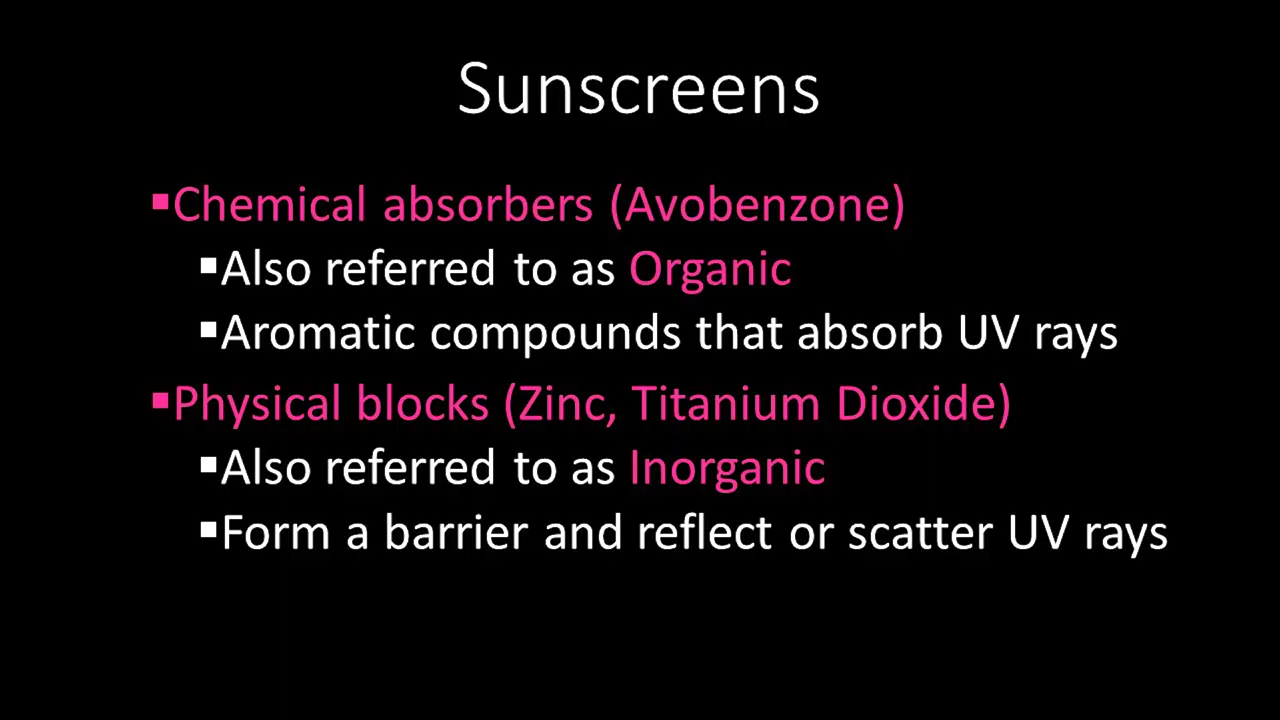 Sunscreens
▪Chemical absorbers (Avobenzone)
▪Also referred to as Organic
▪Aromatic compounds that absorb UV rays
▪Physical blocks (Zinc, Titanium Dioxide)
▪Also referred to as Inorganic
▪Form a barrier and reflect or scatter UV rays